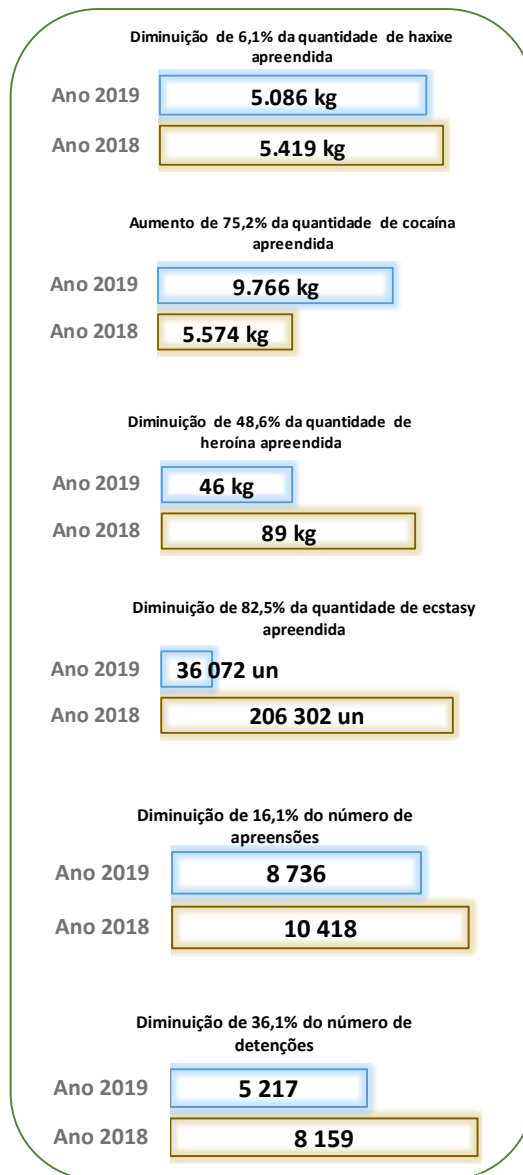 Diminuição de 6,1% da quantidade de haxixe
apreendida
Ano 2019 5.086 kg
Ano 2018 5.419 kg
Aumento de 75,2% da quantidade de cocaína
apreendida
Ano 2019 9.766 kg
Ano 2018 5.574 kg
Diminuição de 48,6% da quantidade de
heroína apreendida
Ano 2019 46 kg
Ano 2018 89 kg
Diminuição de 82,5% da quantidade de ecstasy
apreendida
Ano 2019 36 072 un
Ano 2018 206 302 un
Diminuição de 16,1% do número de
apreensões
Ano 2019 8 736
Ano 2018 10 418
Diminuição de 36,1% do número de
detenções
Ano 2019 5 217
Ano 2018 8 159